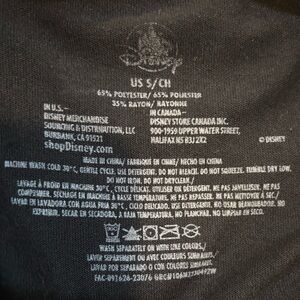 Disney
US S/CH
65% POLYESTER/ 65% POLYESTER
35% RAYON/ RAYONNE
IN U.S.-
DISNEY MERCHANDISE
SOURCING & DISTRIBUTION, LLC
BURBANK, CA 91521
shopDisney.com
IN CANADA-
DISNEY STORE CANADA INC.
900-1959 UPPER WATER STREET,
HALIFAX NS B3J 2X2
© DISNEY
MADE IN CHINA/ FABRIQUÉ EN CHINE/ HECHO EN CHINA
MACHINE WASH COLD 30°C, GENTLE CYCLE. USE DETERGENT. DO NOT BLEACH. DO NOT SQUEEZE. TUMBLE DRY LOW.
DO NOT IRON. DO NOT DRYCLEAN./
LAVAGE À FROID EN MACHINE 30°C, CYCLE DÉLICAT. UTILISER UN DÉTERGENT. NE PAS JAVELLISER. NE PAS
COMPRESSER. SÉCHAGE EN MACHINE À BASSE TEMPÉRATURE. NE PAS REPASSER. NE PAS NETTOYER À SEC./
LAVAR EN LAVADORA CON AGUA FRÍA 30°C, CICLO DELICADO. USE DETERGENTE. NO USAR BLANQUEADOR. NO
EXPRIMIR. SECAR EN SECADORA, A BAJA TEMPERATURA. NO PLANCHAR. NO LAVAR EN SECO.
WASH SEPARATELY OR WITH LIKE COLORS./
LAVER SÉPARÉMENT OU AVEC COULEURS SIMILAIRES./
LAVAR POR SEPARADO O CON COLORES SIMILARES.